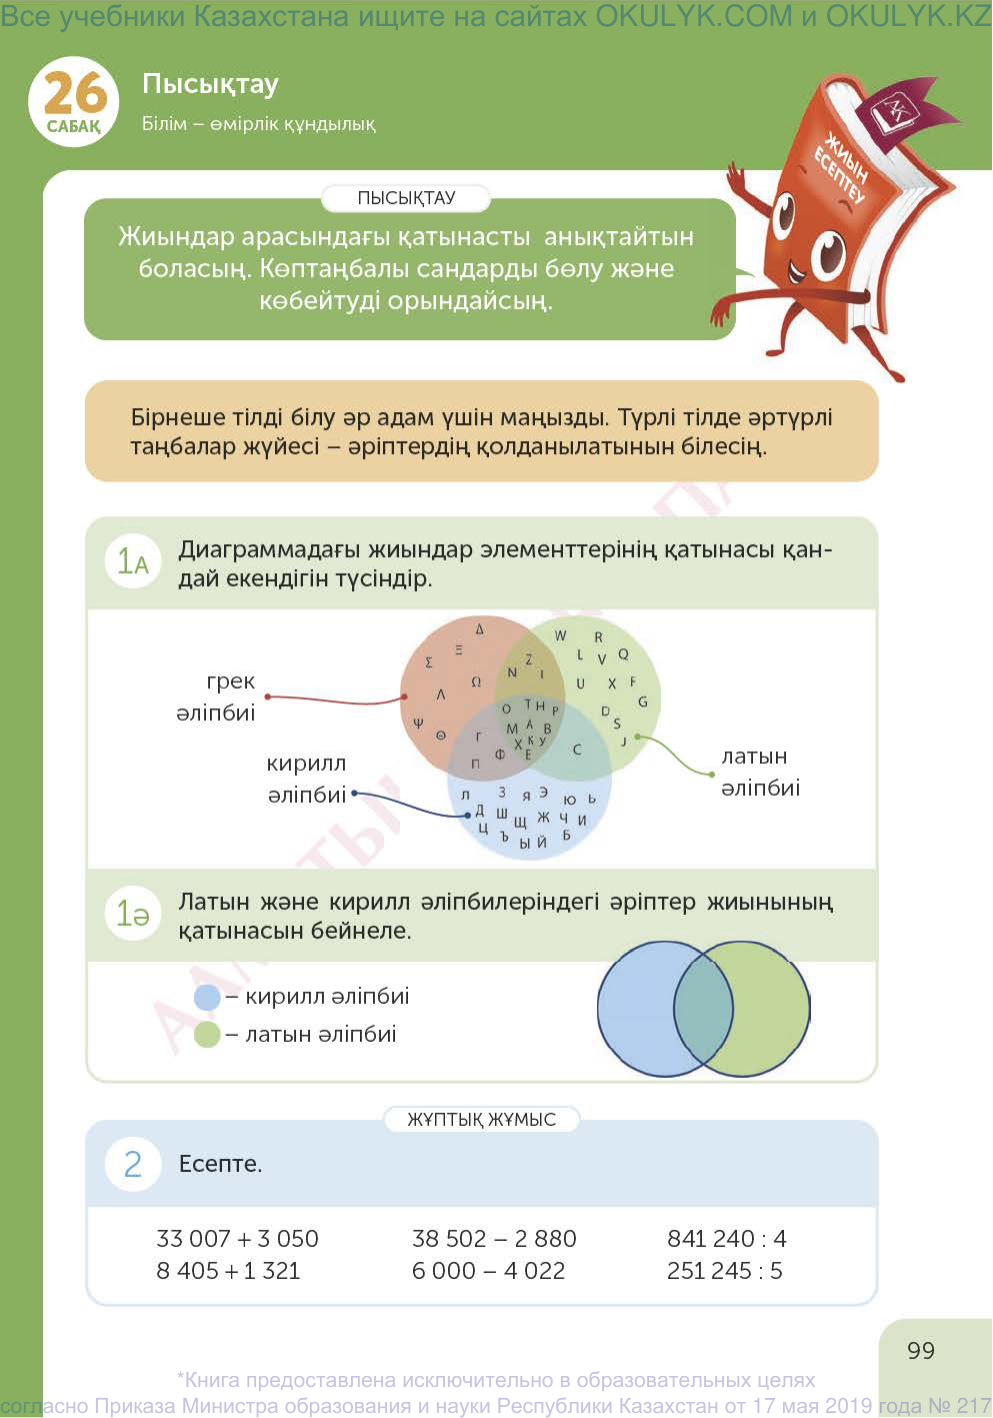 Все учебники Казахстана ищите на сайтах OKULYK.COM и OKULYK.KZ
26
САБАҚ
Пысықтау
Білім – өмірлік құндылық
АҚ
ЖИЫН
ЕСЕПТЕУ
ПЫСЫҚТАУ
Жиындар арасындағы қатынасты анықтайтын
боласың. Көптаңбалы сандарды бөлу және
көбейтуді орындайсың.
Бірнеше тілді білу әр адам үшін маңызды. Түрлі тілде әртүрлі
таңбалар жүйесі – әріптердің қолданылатынын білесің.
1А
Диаграммадағы жиындар элементтерінің қатынасы қан-
дай екендігін түсіндір.
грек
әліпбиі
кирилл
әліпбиі
латын
әліпбиі
Δ
Ξ
Σ
Ω
Λ
Ψ
Θ
N Z I
W R
L V Q
U X F
D G
S
J
О Т Н Р
М А В
Х К У
Е
Г
Ф
П
С
Л З Я Э Ю Ь
Д Ш Щ Ж Ч И
Ц Ъ Ы Й Б
1ә
Латын және кирилл әліпбилеріндегі әріптер жиынының
қатынасын бейнеле.
– кирилл әліпбиі
– латын әліпбиі
ЖҰПТЫҚ ЖҰМЫС
2
Есепте.
33 007 + 3 050 38 502 – 2 880 841 240 : 4
8 405 + 1 321 6 000 – 4 022 251 245 : 5
99
*Книга предоставлена исключительно в образовательных целях
согласно Приказа Министра образования и науки Республики Казахстан от 17 мая 2019 года № 217